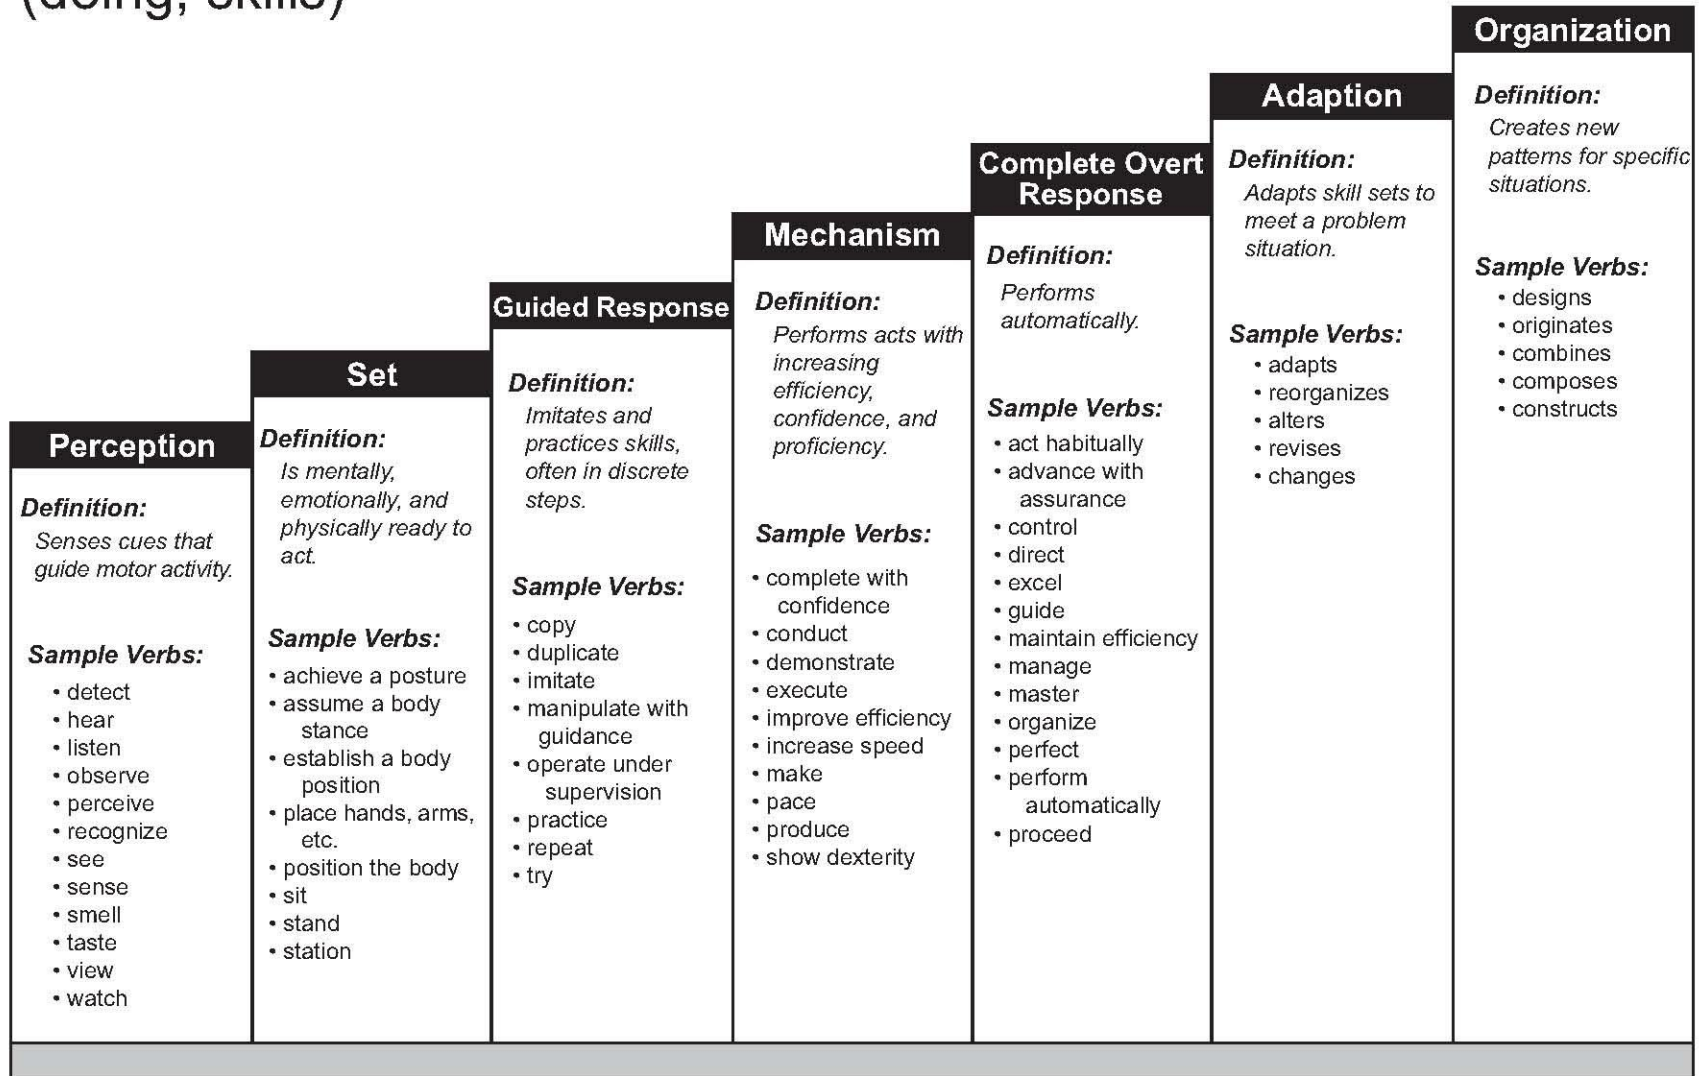 (doing, skills)
Perception
Definition:
Senses cues that
guide motor activity.
Sample Verbs:
• detect
• hear
• listen
• observe
• perceive
• recognize
• see
• sense
• smell
• taste
• view
• watch
Set
Definition:
Is mentally,
emotionally, and
physically ready to
act.
Sample Verbs:
• achieve a posture
• assume a body
stance
• establish a body
position
• place hands, arms,
etc.
• position the body
• sit
• stand
• station
Guided Response
Definition:
Imitates and
practices skills,
often in discrete
steps.
Sample Verbs:
• copy
• duplicate
• imitate
• manipulate with
guidance
• operate under
supervision
• practice
• repeat
• try
Mechanism
Definition:
Performs acts with
increasing
efficiency,
confidence, and
proficiency.
Sample Verbs:
• complete with
confidence
• conduct
• demonstrate
• execute
• improve efficiency
• increase speed
• make
• pace
• produce
• show dexterity
Complete Overt
Response
Definition:
Performs
automatically.
Sample Verbs:
• act habitually
• advance with
assurance
• control
• direct
• excel
• guide
• maintain efficiency
• manage
• master
• organize
• perfect
• perform
automatically
• proceed
Adaption
Definition:
Adapts skill sets to
meet a problem
situation.
Sample Verbs:
• adapts
• reorganizes
• alters
• revises
• changes
Organization
Definition:
Creates new
patterns for specific
situations.
Sample Verbs:
• designs
• originates
• combines
• composes
• constructs